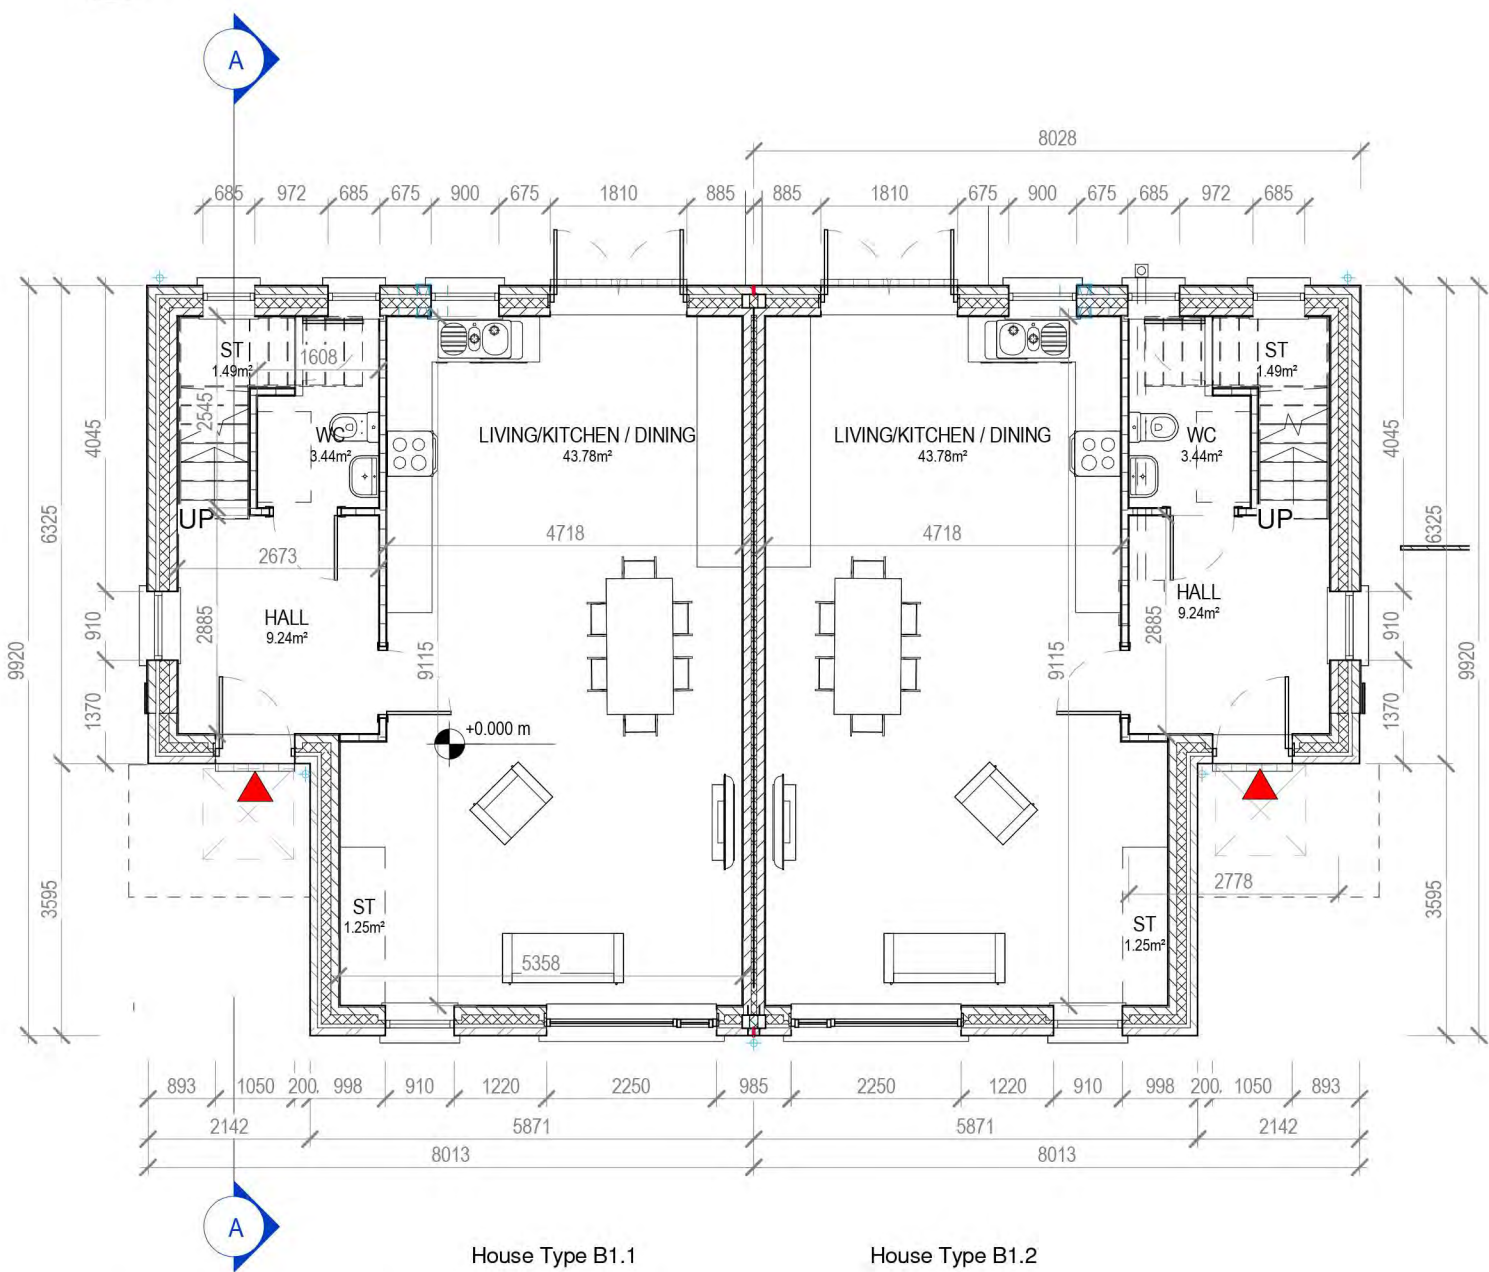 A
8028
685 972 685 675 900 675 1810 885 885 1810 675 900 675 685 972 685
ST
1.49m²
1608
ST
1.49m²
2545
4045
4045
WC
3.44m²
LIVING/KITCHEN / DINING
43.78m²
LIVING/KITCHEN / DINING
43.78m²
WC
3.44m²
UP
UP
6325
6325
2673
4718
4718
HALL
9.24m²
HALL
9.24m²
910
2885
2885
910
9920
9115
9115
9920
1370
1370
+0.000 m
3595
2778
3595
ST
1.25m²
ST
1.25m²
5358
893 1050 200. 998 910 1220 2250 985 2250 1220 910 998 200. 1050 893
2142 5871 5871 2142
8013 8013
A
House Type B1.1 House Type B1.2